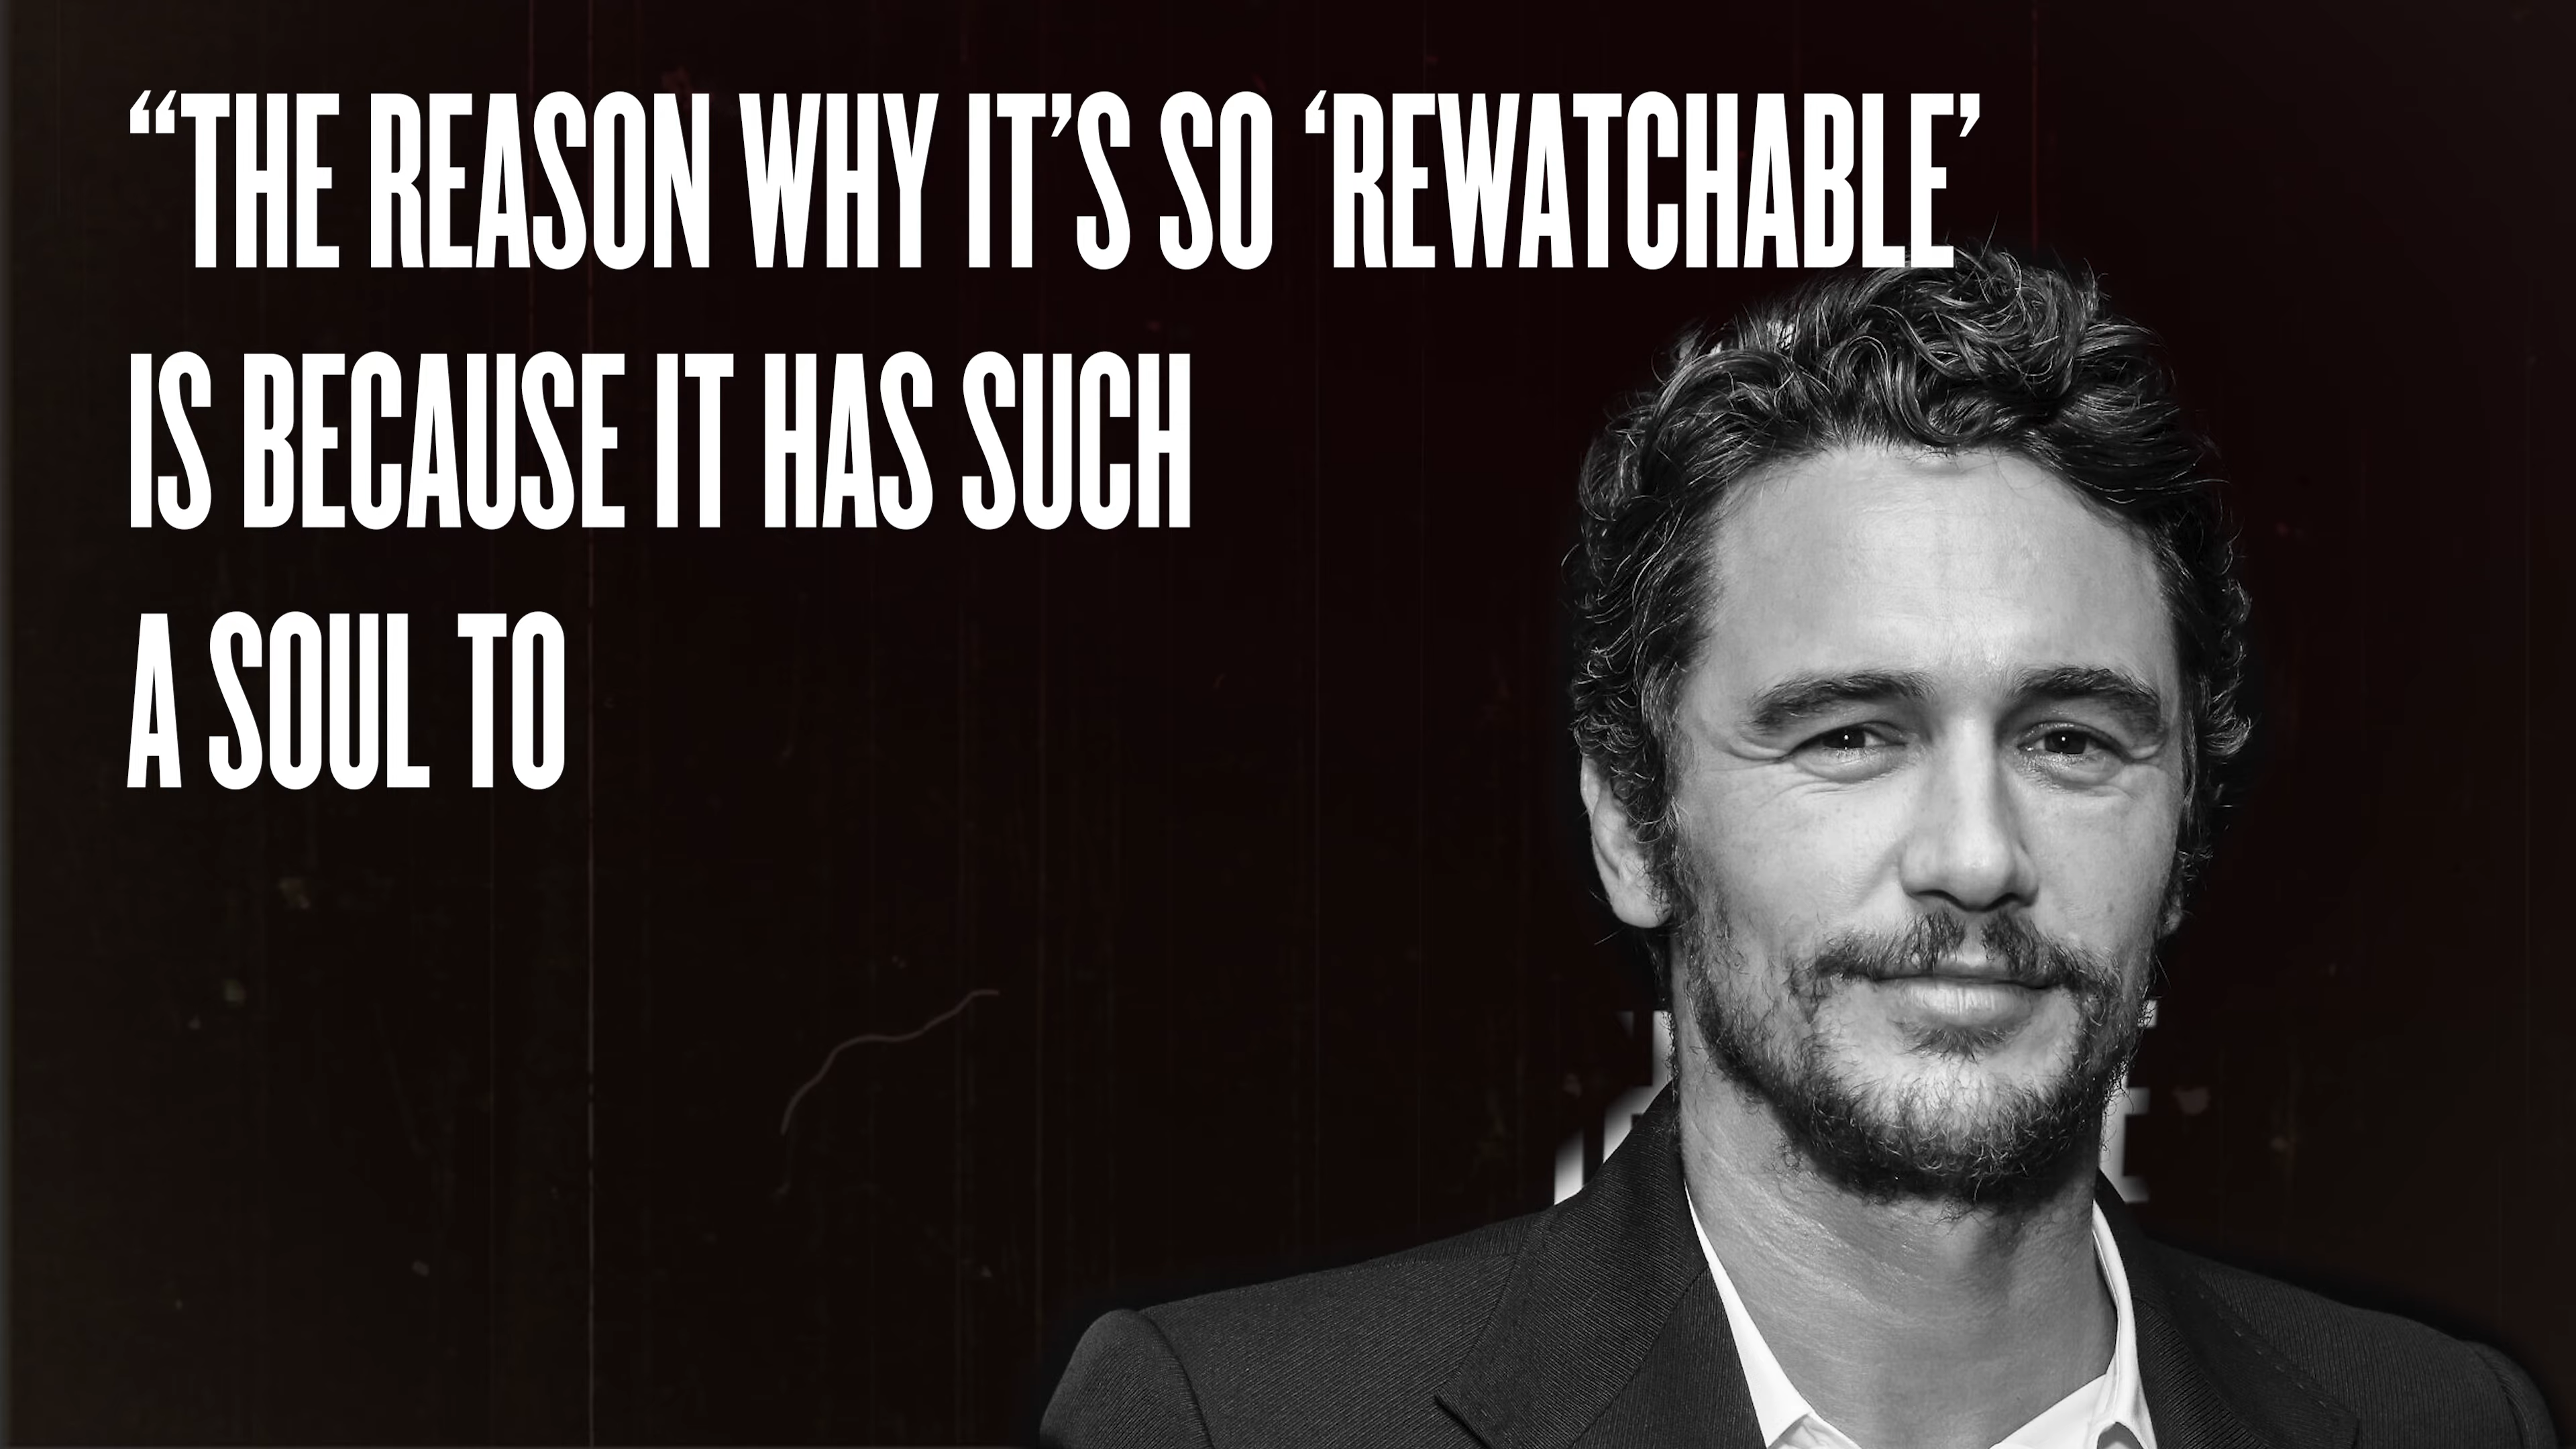 “THE REASON WHY IT’S SO ‘REWATCHABLE’
IS BECAUSE IT HAS SUCH
A SOUL TO